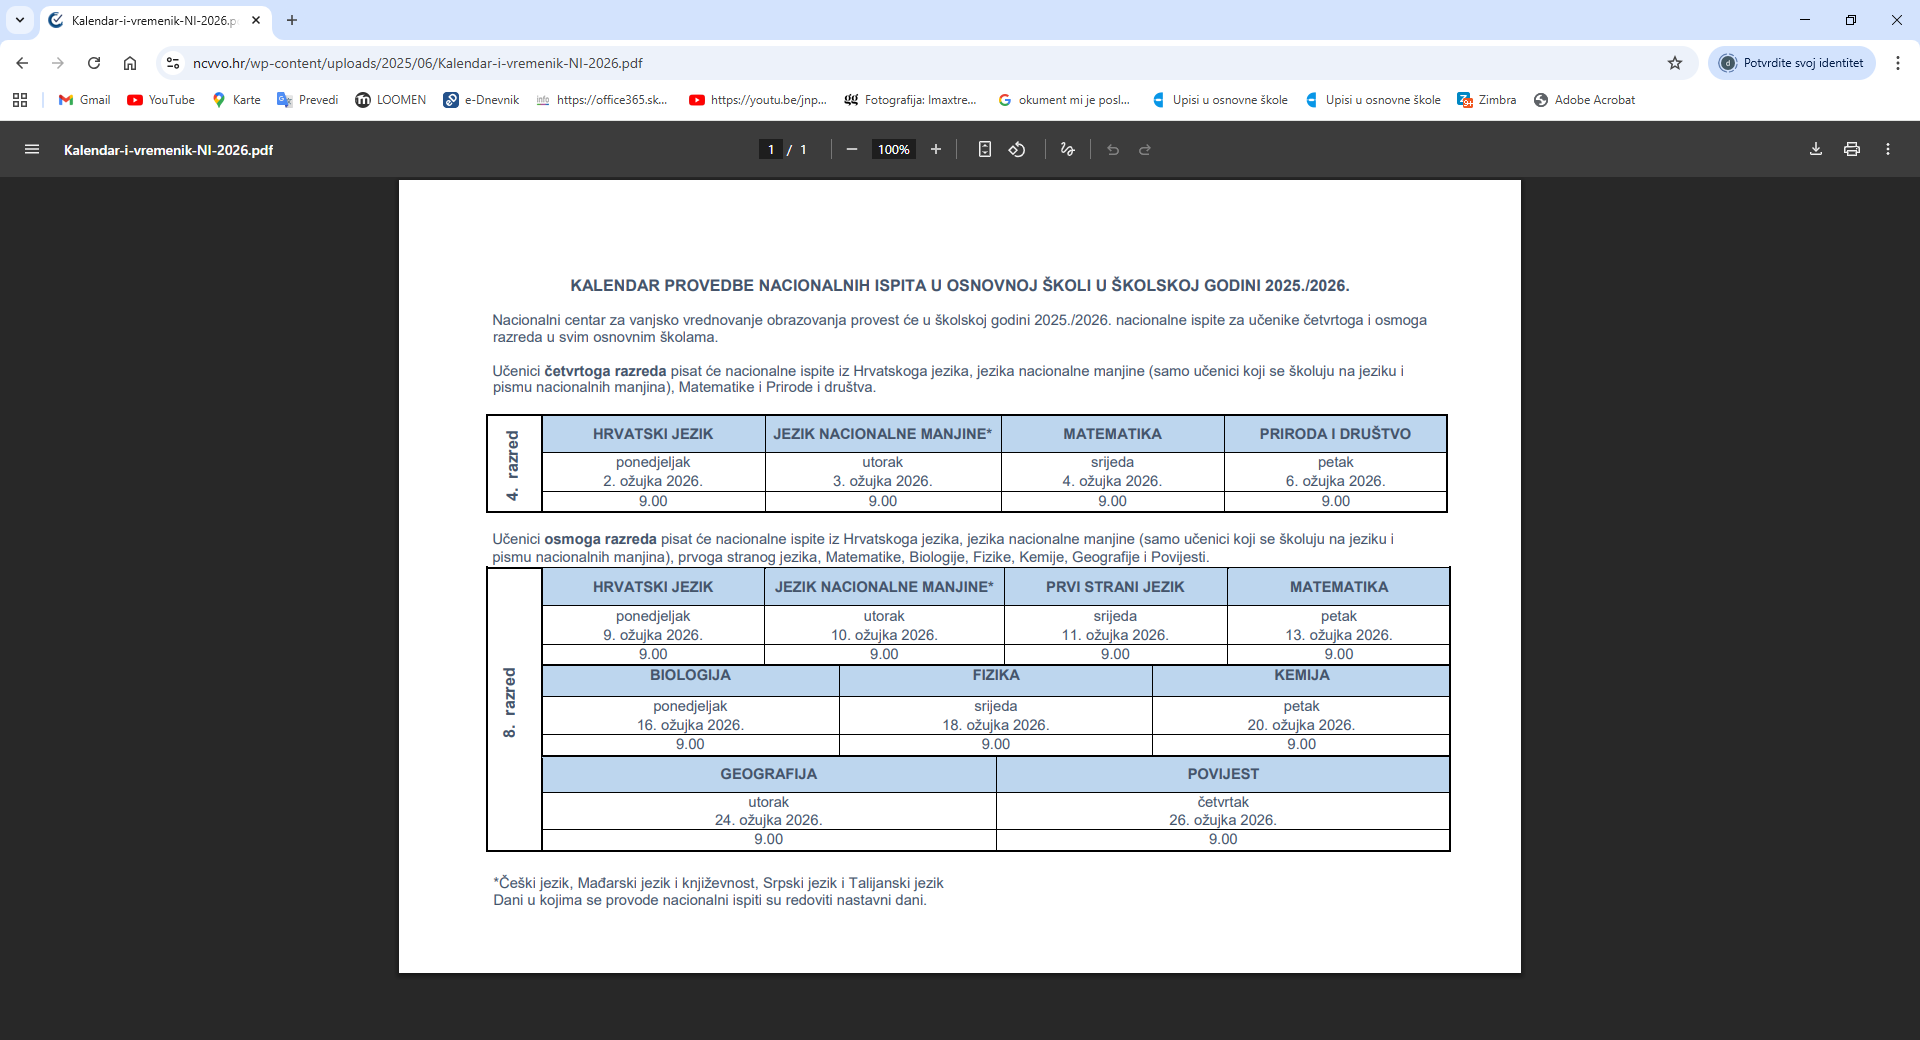 Kalendar-i-vremenik-NI-2026.p
ncvvo.hr/wp-content/uploads/2025/06/Kalendar-i-vremenik-NI-2026.pdf
Potvrdite svoj identitet
Gmail YouTube Karte Prevedi LOOMEN e-Dnevnik https://office365.sk... https://youtu.be/jnp... Fotografija: Imaxtre... okument mi je posl... Upisi u osnovne škole Upisi u osnovne škole Zimbra Adobe Acrobat
Kalendar-i-vremenik-NI-2026.pdf 1 / 1 100%
KALENDAR PROVEDBE NACIONALNIH ISPITA U OSNOVNOJ ŠKOLI U ŠKOLSKOJ GODINI 2025./2026.
Nacionalni centar za vanjsko vrednovanje obrazovanja provest će u školskoj godini 2025./2026. nacionalne ispite za učenike četvrtoga i osmoga
razreda u svim osnovnim školama.
Učenici četvrtoga razreda pisat će nacionalne ispite iz Hrvatskoga jezika, jezika nacionalne manjine (samo učenici koji se školuju na jeziku i
pismu nacionalnih manjina), Matematike i Prirode i društva.
4. razred
HRVATSKI JEZIK JEZIK NACIONALNE MANJINE* MATEMATIKA PRIRODA I DRUŠTVO
ponedjeljak utorak srijeda petak
2. ožujka 2026. 3. ožujka 2026. 4. ožujka 2026. 6. ožujka 2026.
9.00 9.00 9.00 9.00
Učenici osmoga razreda pisat će nacionalne ispite iz Hrvatskoga jezika, jezika nacionalne manjine (samo učenici koji se školuju na jeziku i
pismu nacionalnih manjina), prvoga stranog jezika, Matematike, Biologije, Fizike, Kemije, Geografije i Povijesti.
8. razred
HRVATSKI JEZIK JEZIK NACIONALNE MANJINE* PRVI STRANI JEZIK MATEMATIKA
ponedjeljak utorak srijeda petak
9. ožujka 2026. 10. ožujka 2026. 11. ožujka 2026. 13. ožujka 2026.
9.00 9.00 9.00 9.00
BIOLOGIJA FIZIKA KEMIJA
ponedjeljak srijeda petak
16. ožujka 2026. 18. ožujka 2026. 20. ožujka 2026.
9.00 9.00 9.00
GEOGRAFIJA POVIJEST
utorak četvrtak
24. ožujka 2026. 26. ožujka 2026.
9.00 9.00
*Češki jezik, Mađarski jezik i književnost, Srpski jezik i Talijanski jezik
Dani u kojima se provode nacionalni ispiti su redoviti nastavni dani.